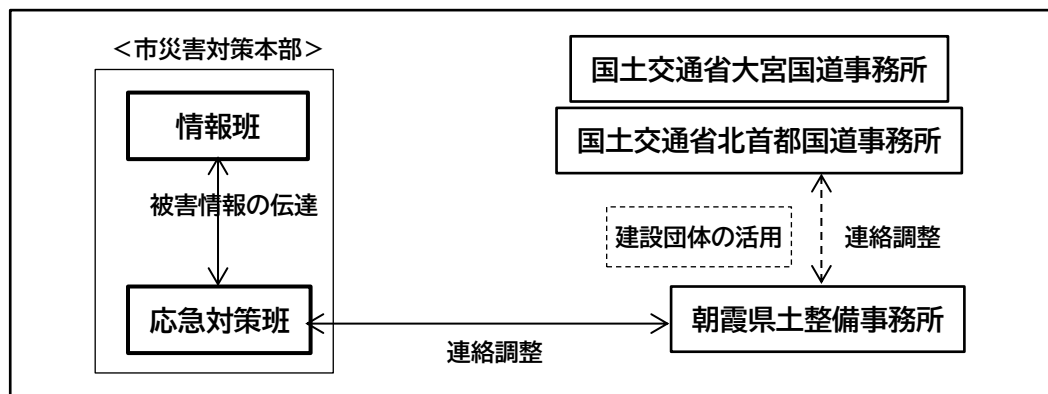 ＜市災害対策本部＞
国土交通省大宮国道事務所
情報班
国土交通省北首都国道事務所
被害情報の伝達
建設団体の活用
連絡調整
応急対策班
朝霞県土整備事務所
連絡調整